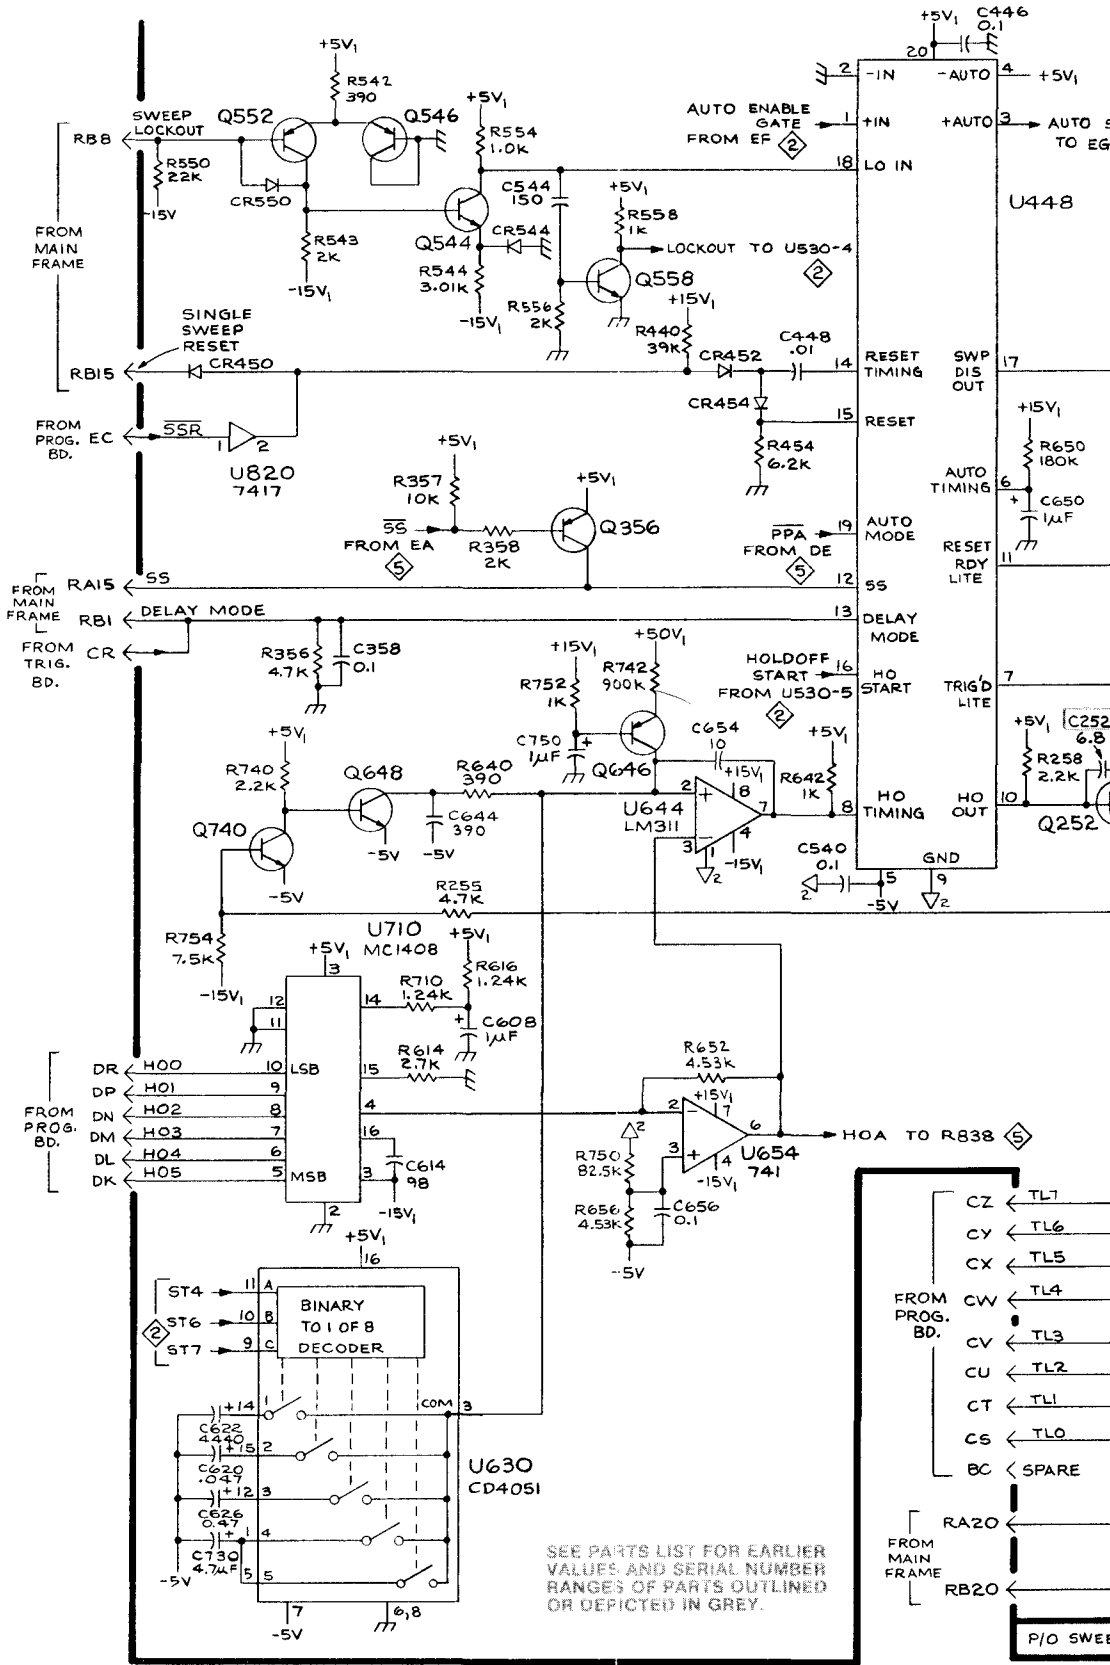 +5V1
C446
0.1
20
2
-IN
-AUTO
4
+5V1
+5V1
R542
390
SWEEP
LOCKOUT
Q552
Q546
+5V1
RB8
R554
1.0K
AUTO ENABLE
GATE
FROM EF 2
1
+IN
+AUTO
3
AUTO
TO EG
R550
22K
-15V
CR550
C544
150
+5V1
18
LO IN
U448
FROM
MAIN
FRAME
R543
2K
-15V1
Q544
CR544
R558
1K
LOCKOUT TO U530-4
2
R544
3.01K
-15V1
Q558
R556
2K
+15V1
R440
39K
SINGLE
SWEEP
RESET
RB15
CR450
CR452
C448
.01
14
RESET
TIMING
SWP
DIS
OUT
17
CR454
15
RESET
FROM
PROG.
BD.
EC
SSR
1
2
U820
7417
R454
6.2K
+15V1
R650
180K
+5V1
R357
10K
+5V1
AUTO
TIMING
6
+
C650
1µF
SS
FROM EA
5
R358
2K
Q356
PPA
FROM DE
5
19
AUTO
MODE
RESET
RDY
LITE
11
FROM
MAIN
FRAME
RA15
SS
12
SS
RB1
DELAY MODE
13
DELAY
MODE
FROM
TRIG.
BD.
CR
R356
4.7K
C358
0.1
+15V1
+50V1
R752
1K
R742
900K
HOLDOFF
START
FROM U530-5
2
16
HO
START
TRIG'D
LITE
7
C750
1µF
+
Q646
C654
10
+5V1
+5V1
C252
6.8
R258
2.2K
+5V1
R740
2.2K
Q648
R640
390
U644
LM311
2
+
+15V1
8
7
R642
1K
8
HO
TIMING
HO
OUT
10
Q252
Q740
C644
390
-5V
-5V
-5V
3
1
4
-15V1
2
C540
0.1
2
5
-5V
GND
9
2
R255
4.7K
R754
7.5K
-15V1
U710
MC1408
+5V1
3
+5V1
R616
1.24K
12
11
14
R710
1.24K
+
C608
1µF
DR
H00
10
LSB
15
R614
2.7K
R652
4.53K
FROM
PROG.
BD.
DP
H01
9
4
2
-
+15V1
7
DN
H02
8
DM
H03
7
16
6
HOA TO R838 5
DL
H04
6
C614
98
2
R750
82.5K
3
+
4
-15V1
U654
741
DK
H05
5
MSB
3
-15V1
2
R656
4.53K
C656
0.1
-5V
+5V1
16
ST4
11
A
BINARY
TO 1 OF 8
DECODER
2
ST6
10
B
ST7
9
C
+14
1
COM
3
C622
4440
+15
2
C620
.047
+12
3
U630
CD4051
C626
0.47
+
1
4
C730
4.7µF
-5V
5
5
7
-5V
6,8
FROM
PROG.
BD.
CZ
TL7
CY
TL6
CX
TL5
CW
TL4
CV
TL3
CU
TL2
CT
TL1
CS
TL0
BC
SPARE
FROM
MAIN
FRAME
RA20
RB20
SEE PARTS LIST FOR EARLIER
VALUES AND SERIAL NUMBER
RANGES OF PARTS OUTLINED
OR DEPICTED IN GREY.
P/O SWEE